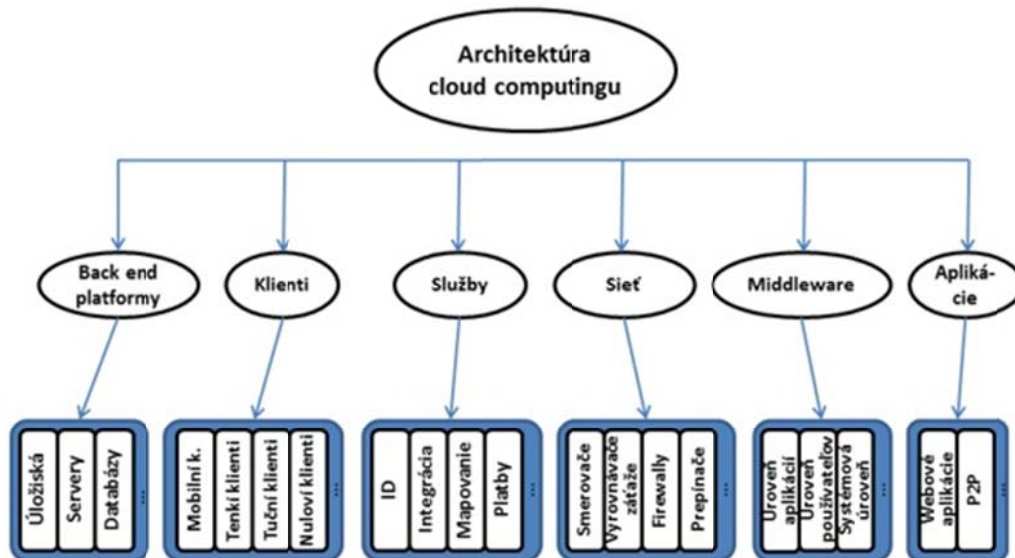 Architektúra
cloud computingu
Back end
platformy
Klienti
Služby
Sieť
Middleware
Apliká-
cie
Úložiská
Servery
Databázy
...
Mobilní k.
Tenkí klienti
Tuční klienti
Nuloví klienti
...
ID
Integrácia
Mapovanie
Platby
...
Smerovače
Vyrovnávače
záťaže
Firewally
Prepínače
...
Úroveň
aplikácií
Úroveň
používateľov
Systémová
úroveň
...
Webové
aplikácie
P2P
...